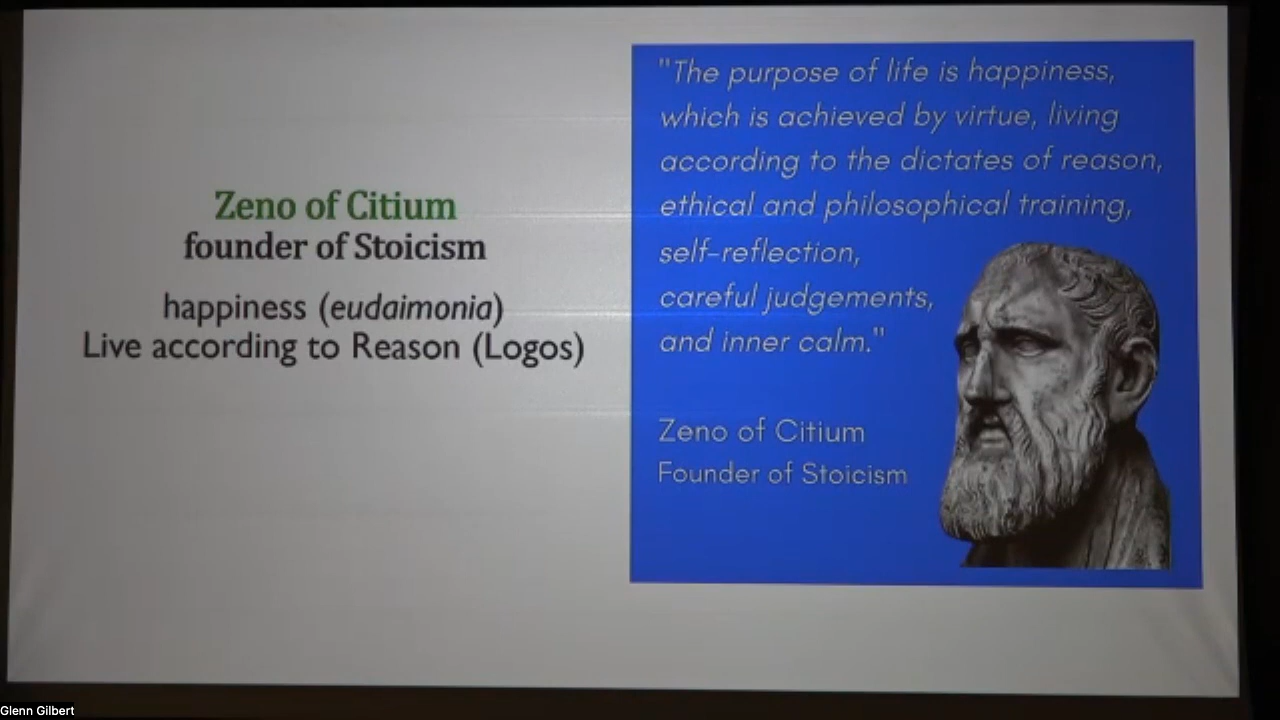 Zeno of Citium
founder of Stoicism
happiness (eudaimonia)
Live according to Reason (Logos)
"The purpose of life is happiness,
which is achieved by virtue, living
according to the dictates of reason,
ethical and philosophical training,
self-reflection,
careful judgements,
and inner calm."
Zeno of Citium
Founder of Stoicism
Glenn Gilbert